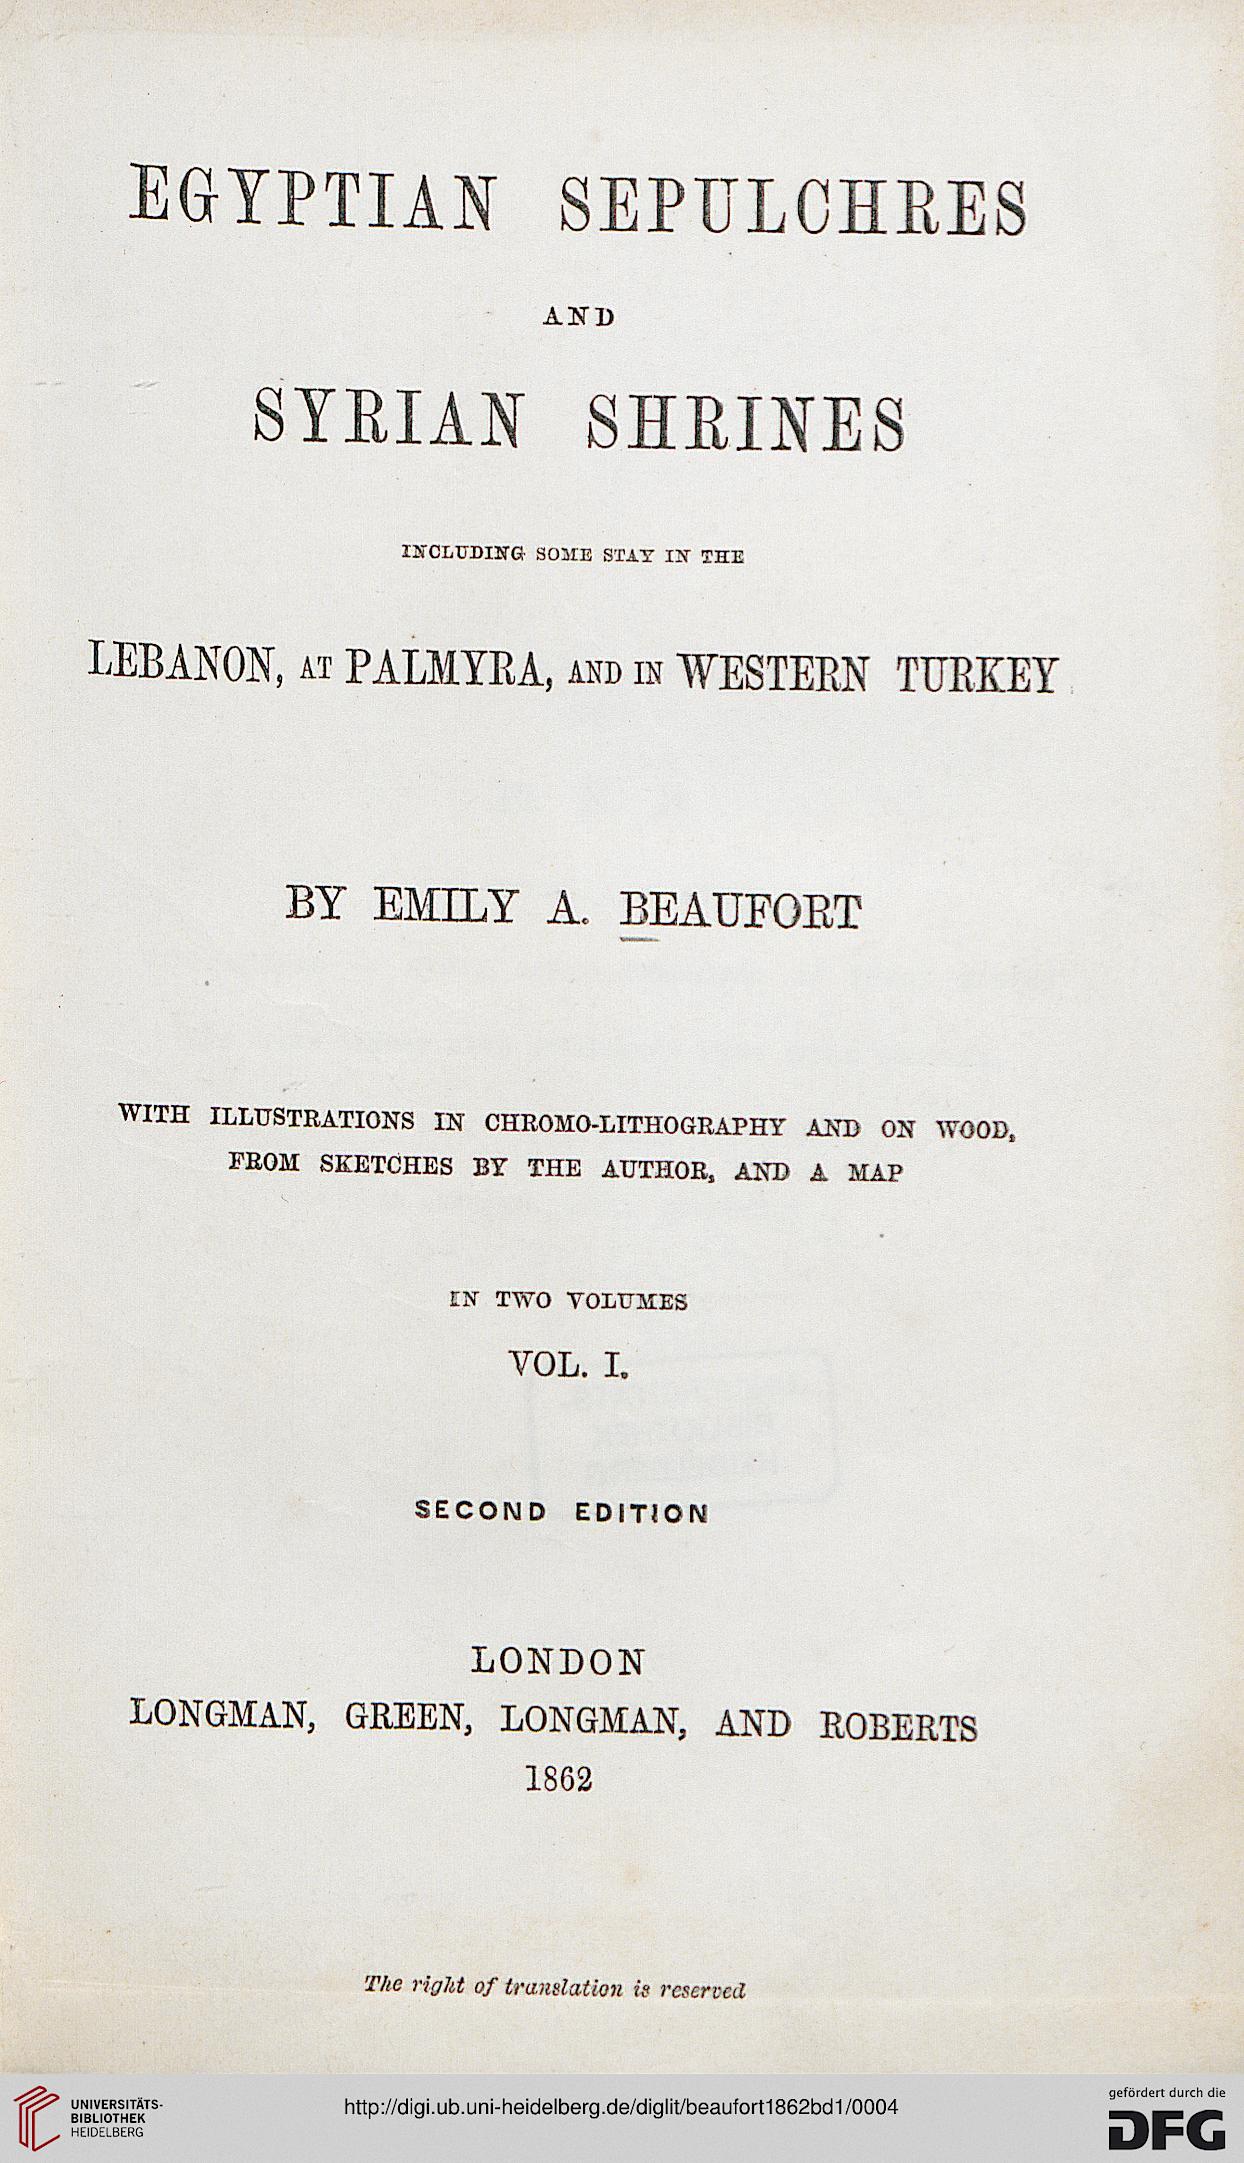 EGYPTIAN SEPULCHRES
AND
SYRIAN SHRINES
INCLUDING SOME STAY IN THE
LEBANON, AT PALMYRA, AND IN WESTERN TURKEY
BY EMILY A. BEAUFORT
WITH ILLUSTRATIONS IN CHROMO-LITHOGRAPHY AND ON WOOD,
FROM SKETCHES BY THE AUTHOR, AND A MAP
IN TWO VOLUMES
VOL. I.
SECOND EDITION
LONDON
LONGMAN, GREEN, LONGMAN, AND ROBERTS
1862
The right of translation is reserved
UNIVERSITÄTS-
BIBLIOTHEK
HEIDELBERG
http://digi.ub.uni-heidelberg.de/diglit/beaufort1862bd1/0004
gefördert durch die
DFG